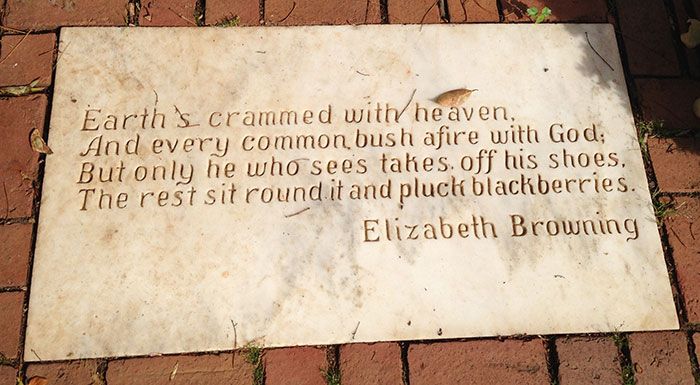 Earth's crammed with heaven,
And every common bush afire with God;
But only he who sees takes off his shoes,
The rest sit round it and pluck blackberries.
Elizabeth Browning